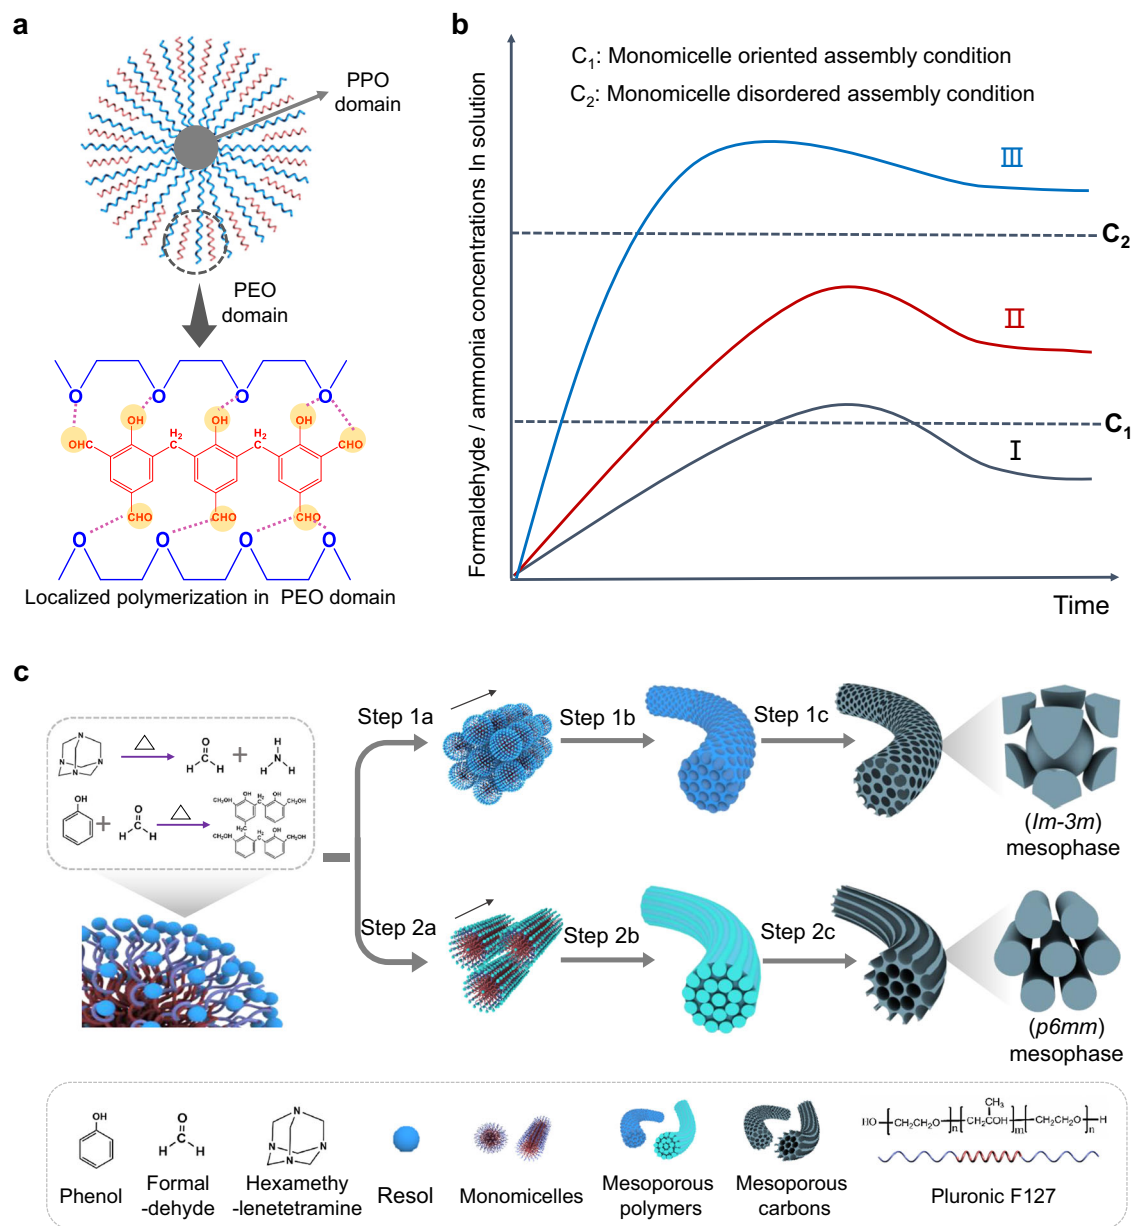 a
PPO
domain
PEO
domain
O O O O
OH OH OH
OHC H2 H2 CHO
C C
CHO CHO CHO
O O O O
Localized polymerization in PEO domain
b
C1: Monomicelle oriented assembly condition
C2: Monomicelle disordered assembly condition
Formaldehyde / ammonia concentrations In solution
III
C2
II
C1
I
Time
c
Step 1a
Step 1b
Step 1c
(Im-3m)
mesophase
Step 2a
Step 2b
Step 2c
(p6mm)
mesophase
Phenol
Formal
-dehyde
Hexamethy
-lenetetramine
Resol
Monomicelles
Mesoporous
polymers
Mesoporous
carbons
Pluronic F127